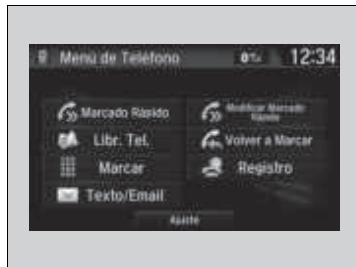 Menú de Teléfono 12:34
Marcado Rápido
Modificar Marcado
Rápido
Libr. Tel.
Volver a Marcar
Marcar
Registro
Texto/Email
Ajuste